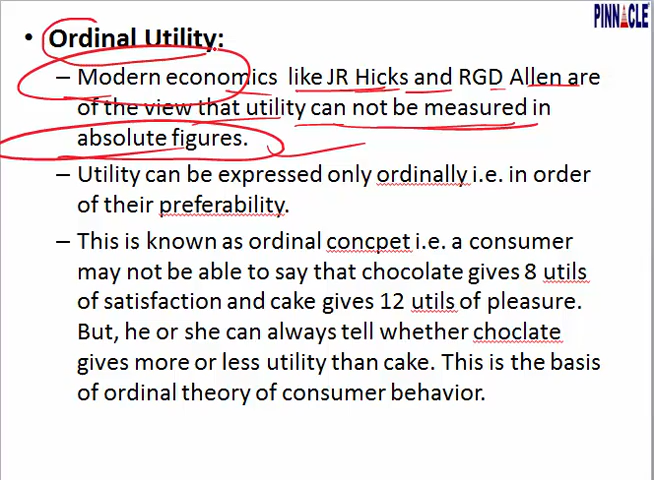 PINNACLE
• Ordinal Utility:
– Modern economics like JR Hicks and RGD Allen are
of the view that utility can not be measured in
absolute figures.
– Utility can be expressed only ordinally i.e. in order
of their preferability.
– This is known as ordinal concpet i.e. a consumer
may not be able to say that chocolate gives 8 utils
of satisfaction and cake gives 12 utils of pleasure.
But, he or she can always tell whether choclate
gives more or less utility than cake. This is the basis
of ordinal theory of consumer behavior.